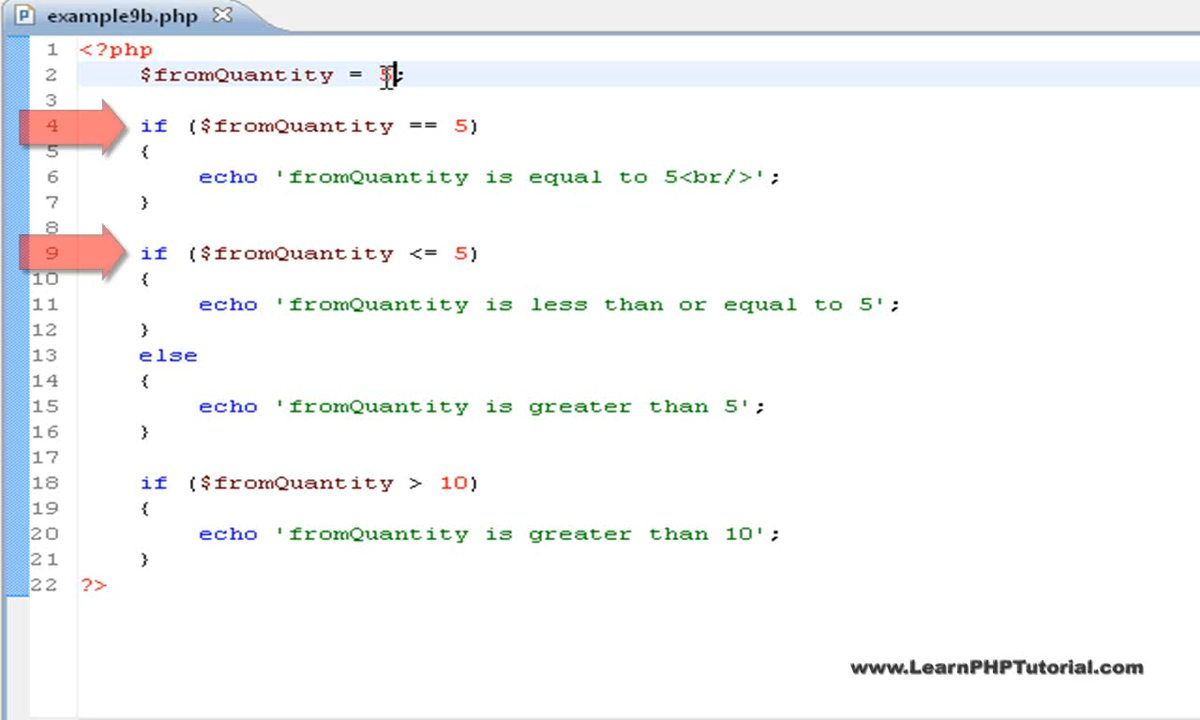 P example9b.php
1 <?php
2 $fromQuantity = 5;
3
4 if ($fromQuantity == 5)
5 {
6 echo 'fromQuantity is equal to 5<br/>';
7 }
8
9 if ($fromQuantity <= 5)
10 {
11 echo 'fromQuantity is less than or equal to 5';
12 }
13 else
14 {
15 echo 'fromQuantity is greater than 5';
16 }
17
18 if ($fromQuantity > 10)
19 {
20 echo 'fromQuantity is greater than 10';
21 }
22 ?>
www.LearnPHPTutorial.com